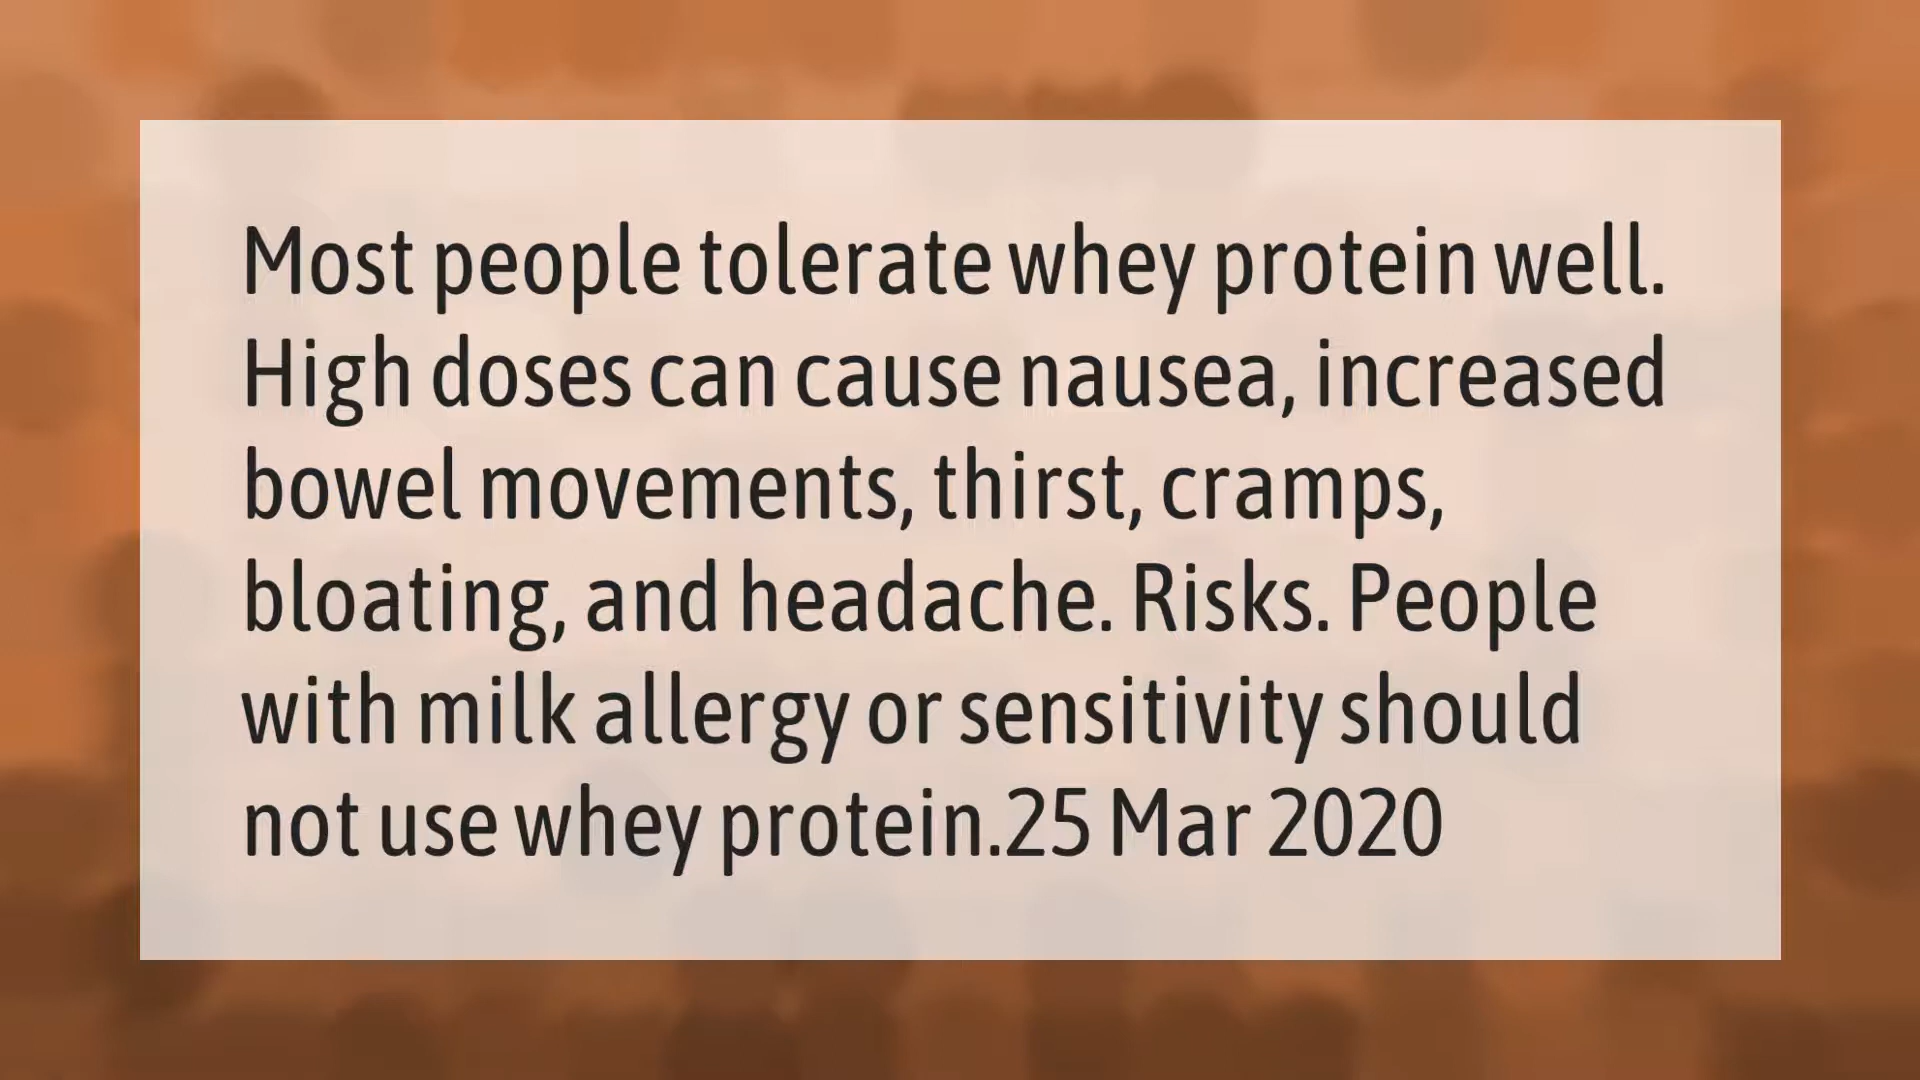 Most people tolerate whey protein well.
High doses can cause nausea, increased
bowel movements, thirst, cramps,
bloating, and headache. Risks. People
with milk allergy or sensitivity should
not use whey protein.25 Mar 2020